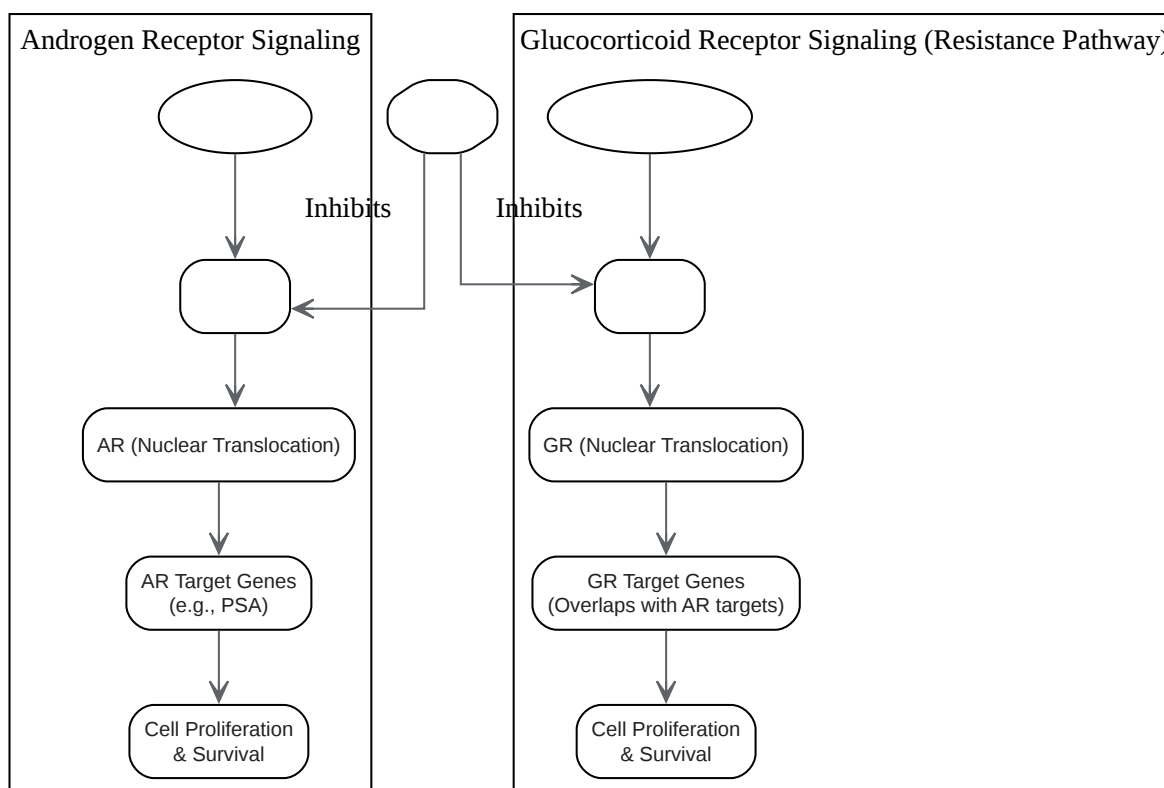 Androgen Receptor Signaling
Glucocorticoid Receptor Signaling (Resistance Pathway)
Inhibits
Inhibits
AR (Nuclear Translocation)
GR (Nuclear Translocation)
AR Target Genes
(e.g., PSA)
GR Target Genes
(Overlaps with AR targets)
Cell Proliferation
& Survival
Cell Proliferation
& Survival